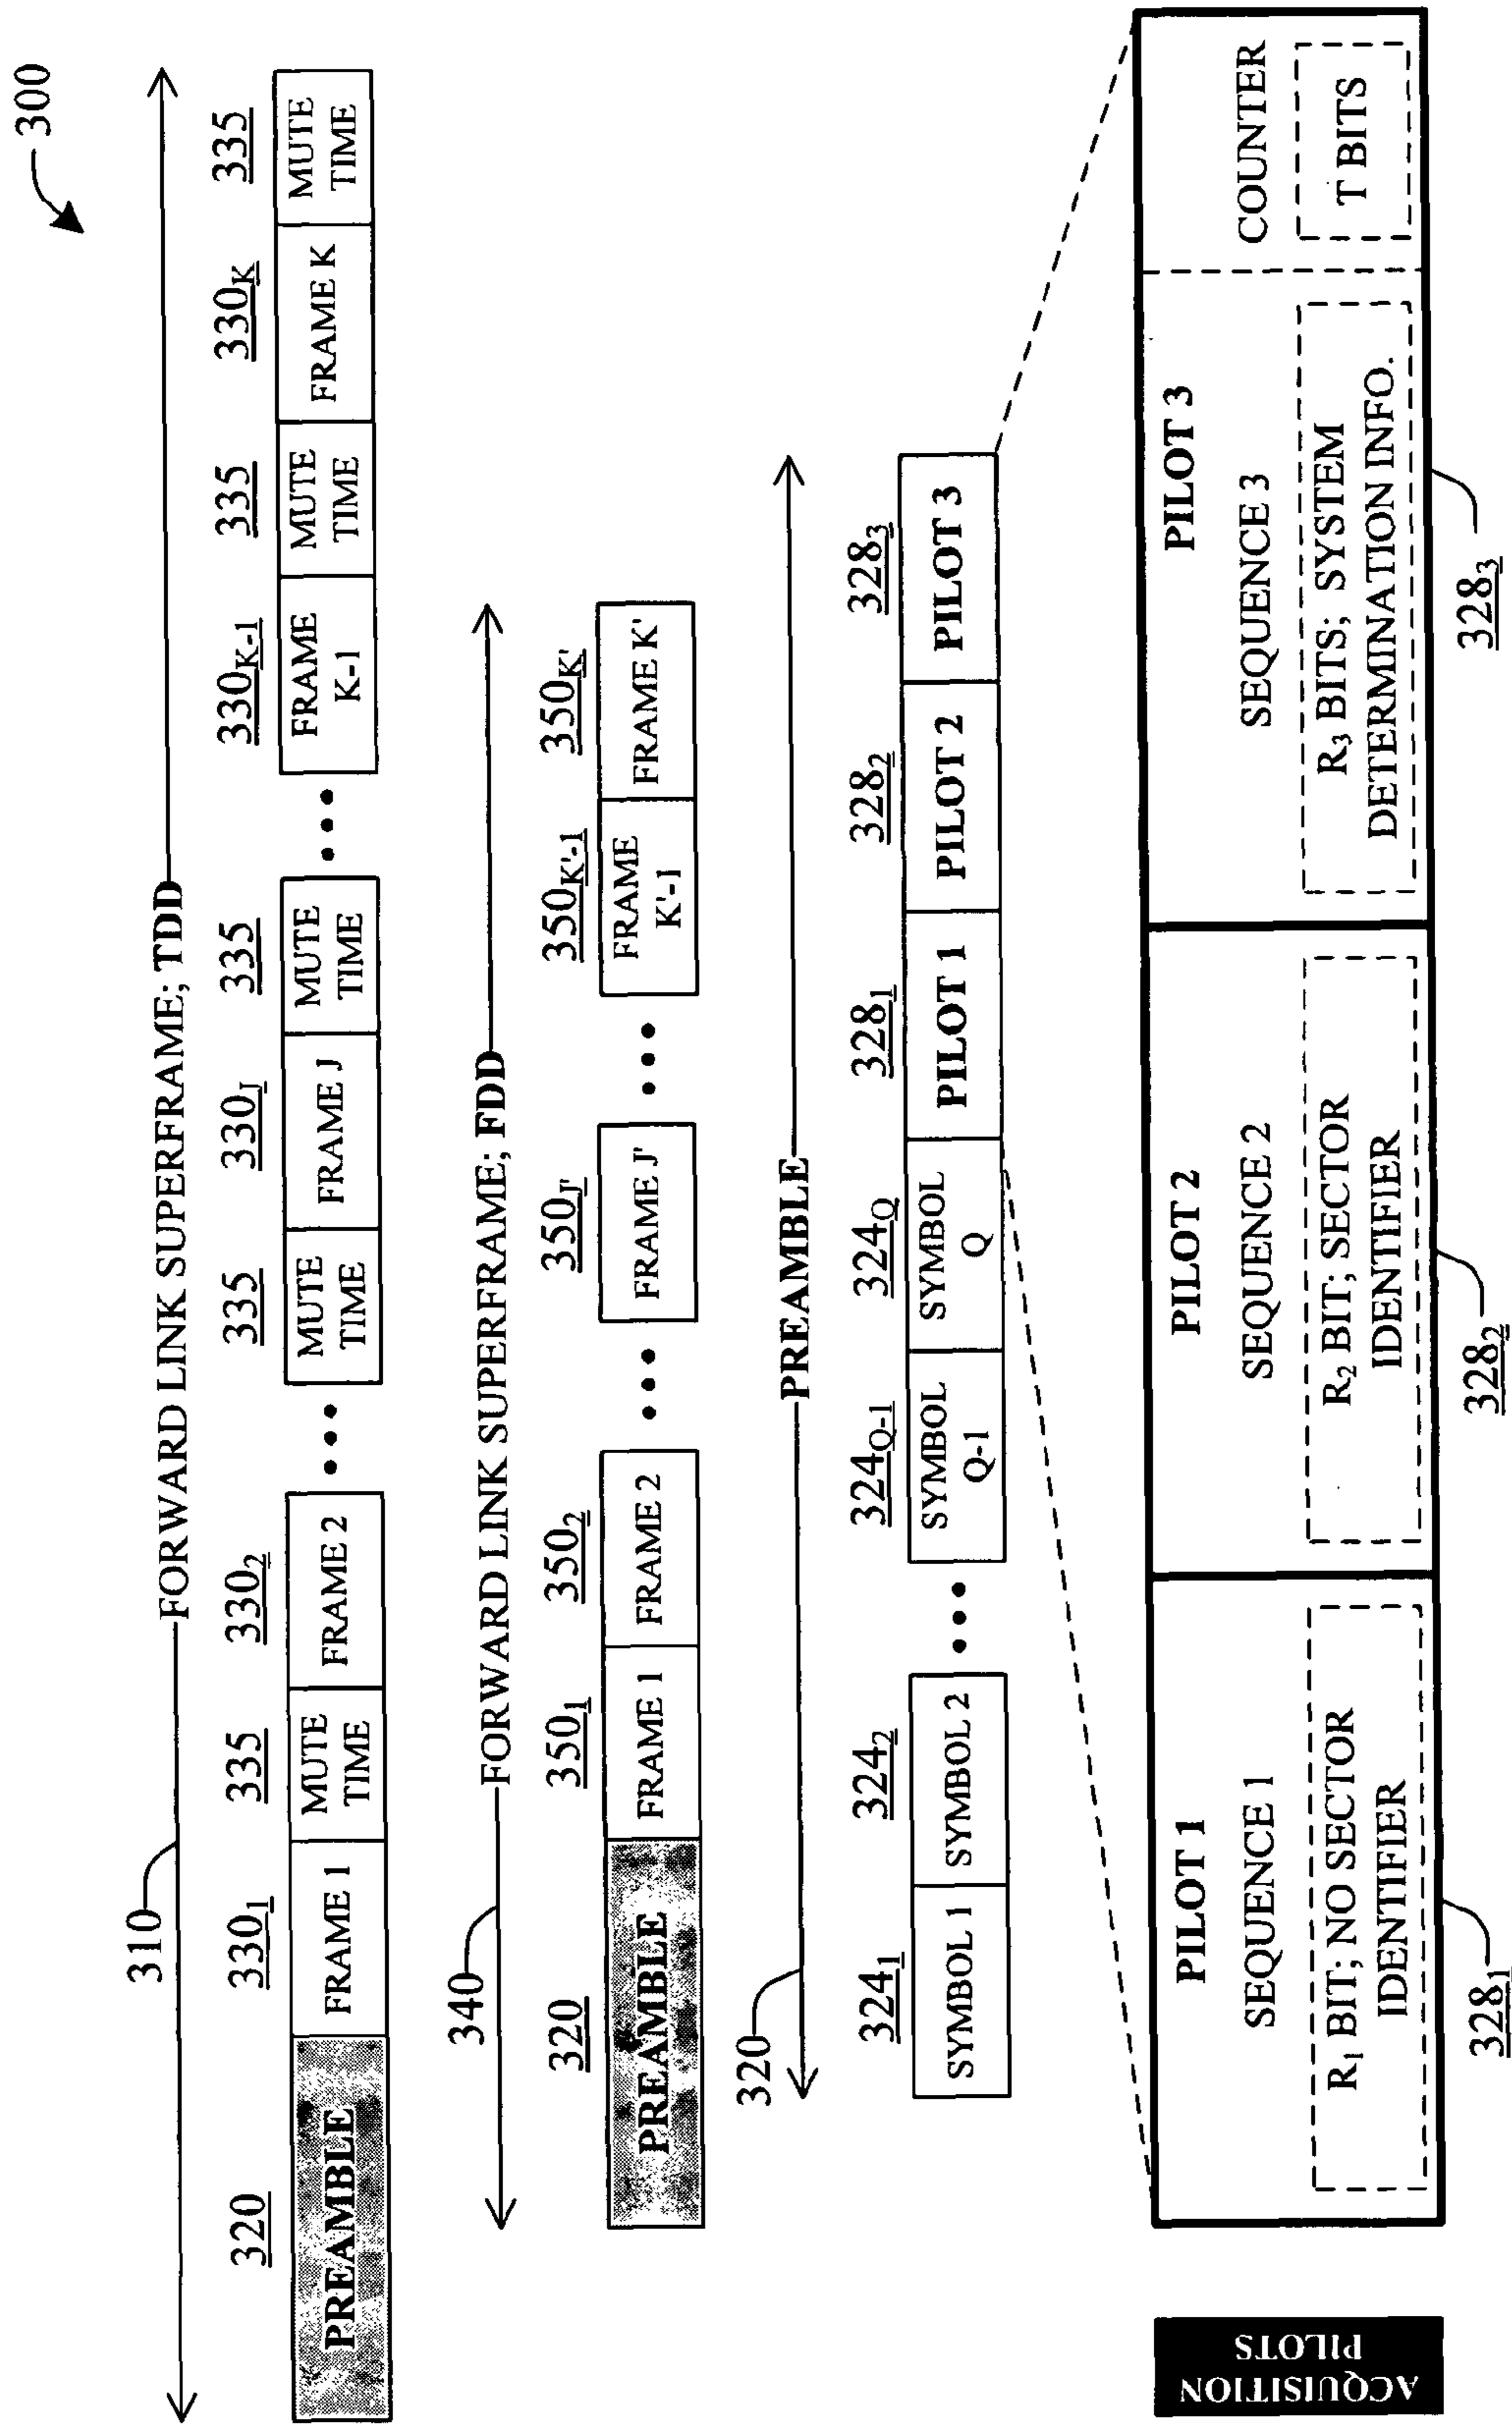 300
310
FORWARD LINK SUPERFRAME; TDD
320
330₁
335
330₂
335
330J
335
330K-1
335
330K
335
PREAMBLE
FRAME 1
MUTE TIME
FRAME 2
•••
MUTE TIME
FRAME J
MUTE TIME
•••
FRAME K-1
MUTE TIME
FRAME K
MUTE TIME
340
FORWARD LINK SUPERFRAME; FDD
320
350₁
350₂
350J'
350K'-1
350K'
PREAMBLE
FRAME 1
FRAME 2
•••
FRAME J'
•••
FRAME K'-1
FRAME K'
320
PREAMBLE
324₁
324₂
324Q-1
324Q
328₁
328₂
328₃
SYMBOL 1
SYMBOL 2
•••
SYMBOL Q-1
SYMBOL Q
PILOT 1
PILOT 2
PILOT 3
ACQUISITION
PILOTS
PILOT 1
SEQUENCE 1
R₁ BIT; NO SECTOR
IDENTIFIER
328₁
PILOT 2
SEQUENCE 2
R₂ BIT; SECTOR
IDENTIFIER
328₂
PILOT 3
SEQUENCE 3
R₃ BITS; SYSTEM
DETERMINATION INFO.
328₃
COUNTER
T BITS